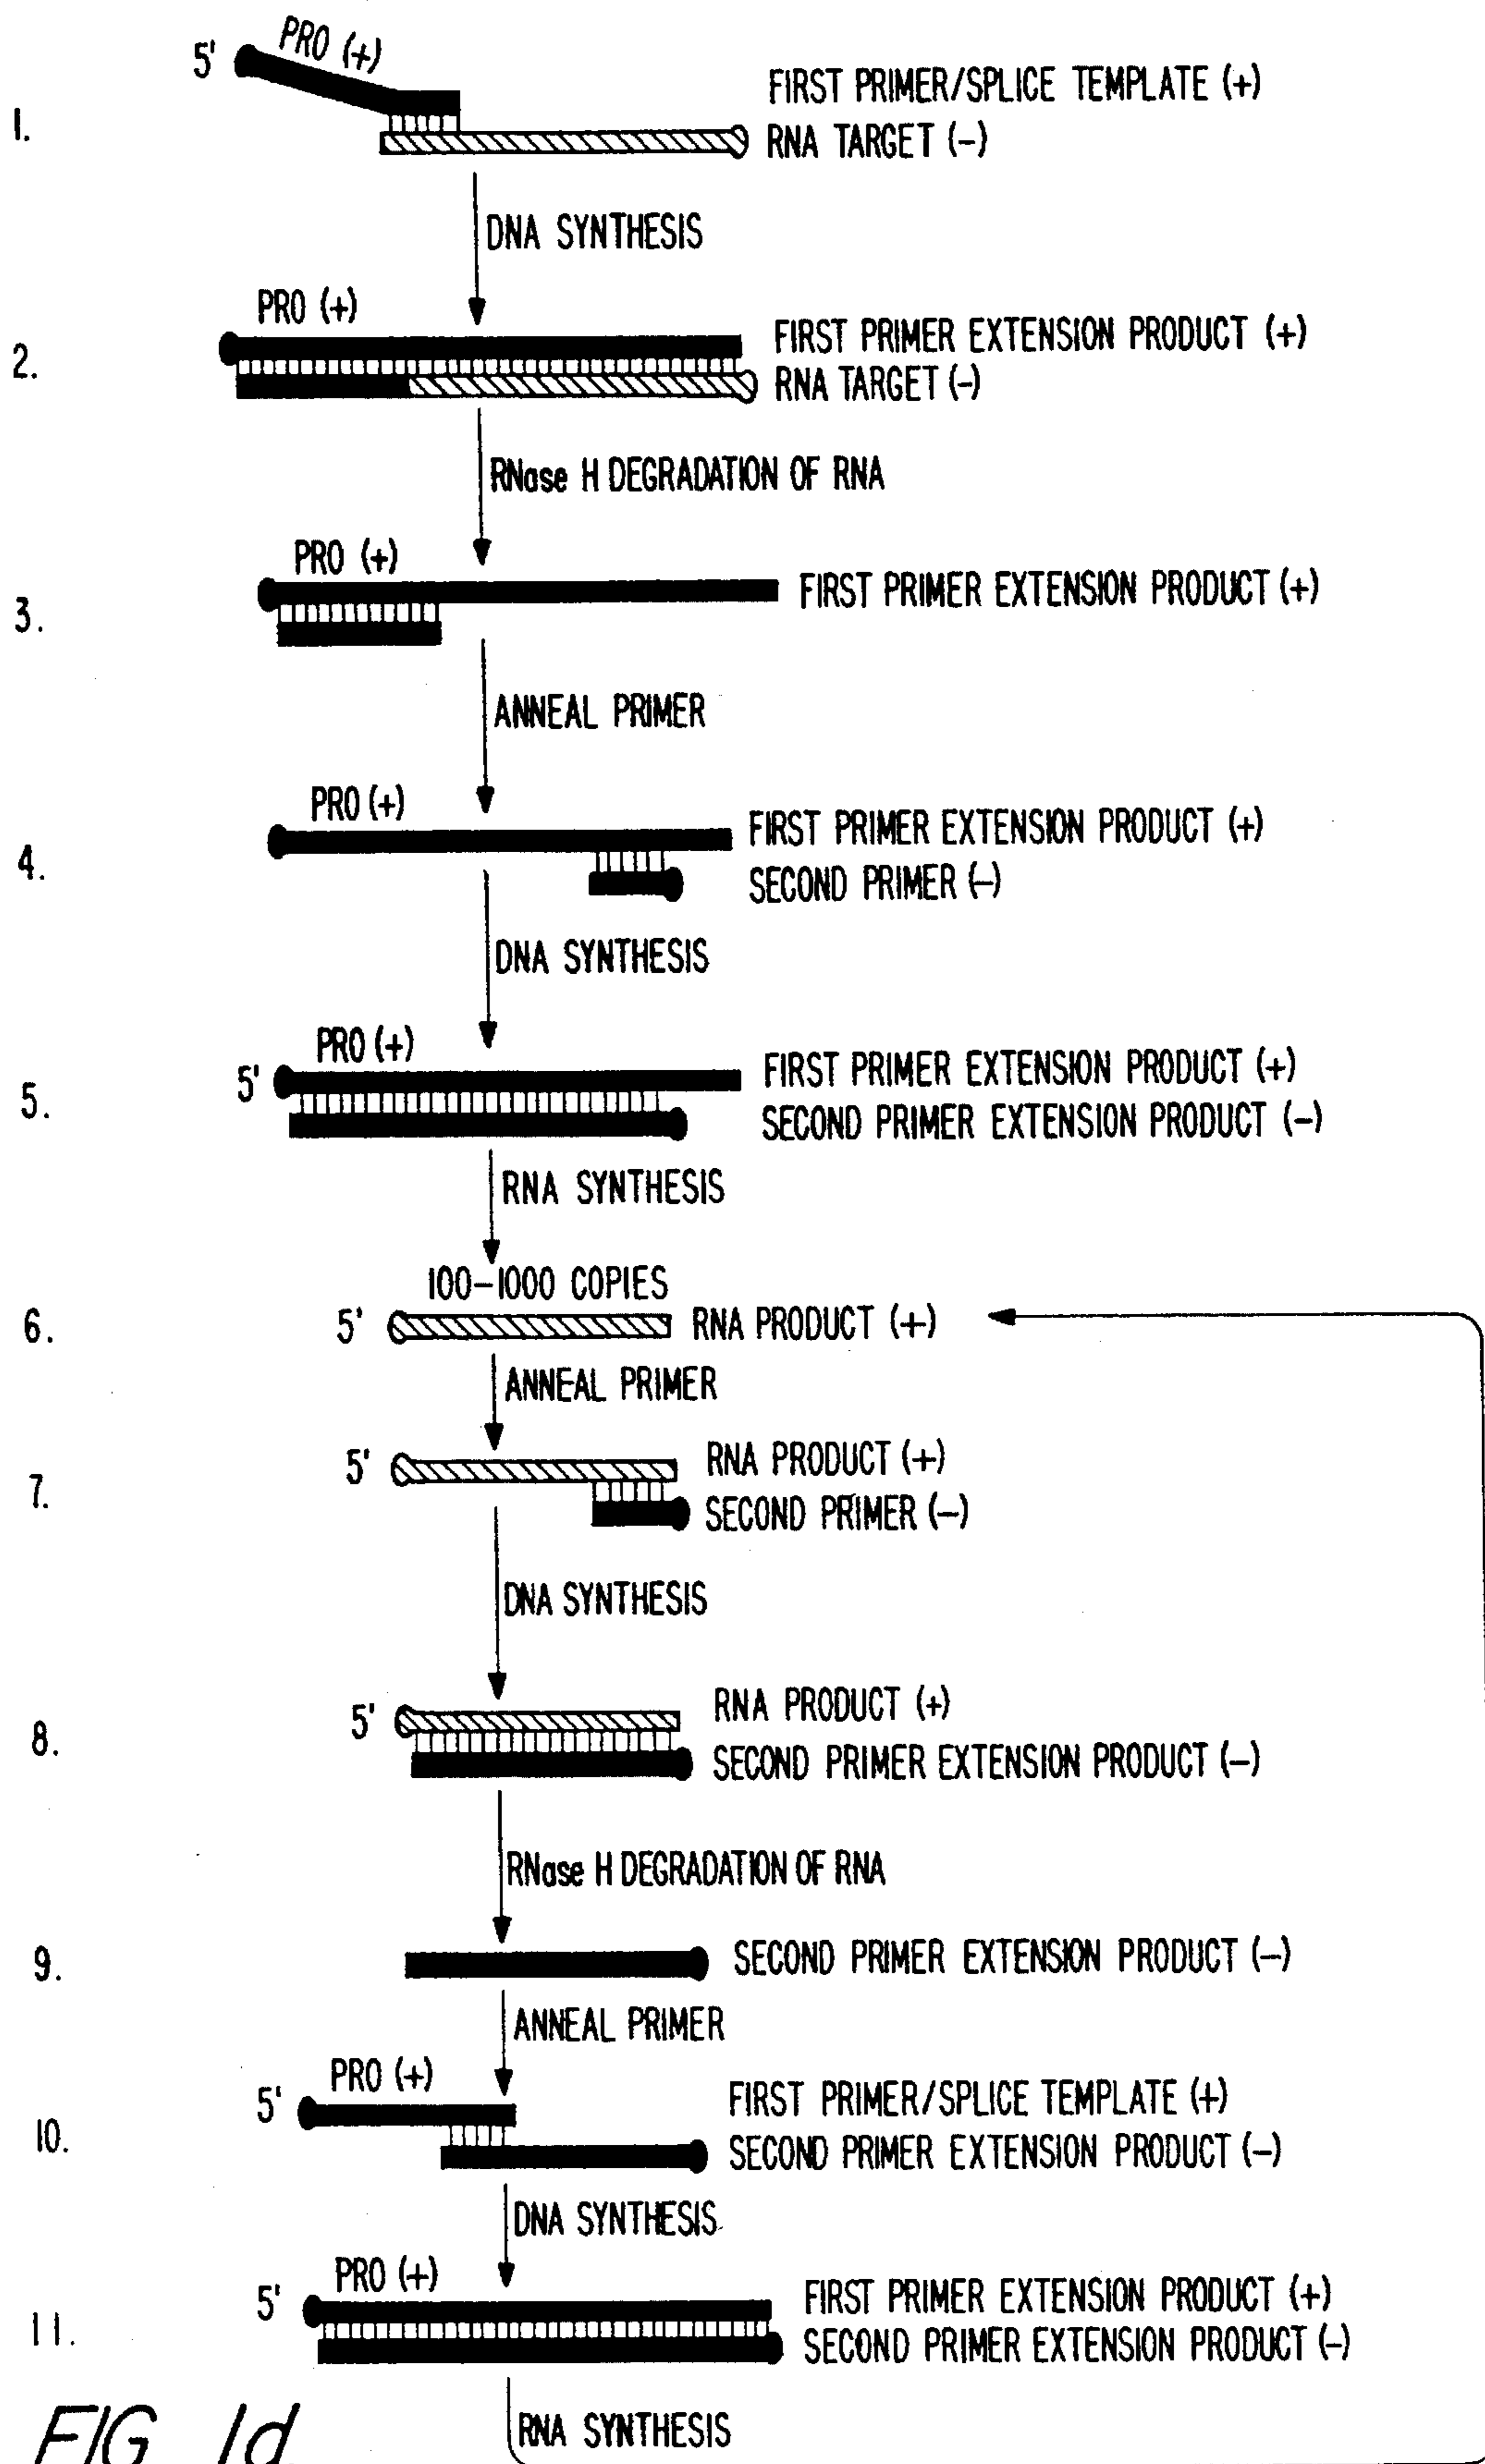 PRO (+)
5'
FIRST PRIMER/SPLICE TEMPLATE (+)
1.
RNA TARGET (-)
DNA SYNTHESIS
PRO (+)
FIRST PRIMER EXTENSION PRODUCT (+)
2.
RNA TARGET (-)
RNase H DEGRADATION OF RNA
PRO (+)
FIRST PRIMER EXTENSION PRODUCT (+)
3.
ANNEAL PRIMER
PRO (+)
FIRST PRIMER EXTENSION PRODUCT (+)
4.
SECOND PRIMER (-)
DNA SYNTHESIS
PRO (+)
5'
FIRST PRIMER EXTENSION PRODUCT (+)
5.
SECOND PRIMER EXTENSION PRODUCT (-)
RNA SYNTHESIS
100-1000 COPIES
6.
5'
RNA PRODUCT (+)
ANNEAL PRIMER
5'
RNA PRODUCT (+)
7.
SECOND PRIMER (-)
DNA SYNTHESIS
5'
RNA PRODUCT (+)
8.
SECOND PRIMER EXTENSION PRODUCT (-)
RNase H DEGRADATION OF RNA
9.
SECOND PRIMER EXTENSION PRODUCT (-)
ANNEAL PRIMER
PRO (+)
5'
FIRST PRIMER/SPLICE TEMPLATE (+)
10.
SECOND PRIMER EXTENSION PRODUCT (-)
DNA SYNTHESIS
PRO (+)
5'
FIRST PRIMER EXTENSION PRODUCT (+)
11.
SECOND PRIMER EXTENSION PRODUCT (-)
RNA SYNTHESIS
FIG 1d